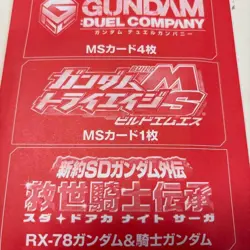 GUNDAM
DUEL COMPANY
ガンダム デュエルカンパニー
MSカード4枚
ガンダム
トライエイジ
BUILD MS
ビルドエムエス
MSカード1枚
新約SDガンダム外伝
救世騎士伝承
スダ・ドアカ ナイト サーガ
RX-78ガンダム&騎士ガンダム